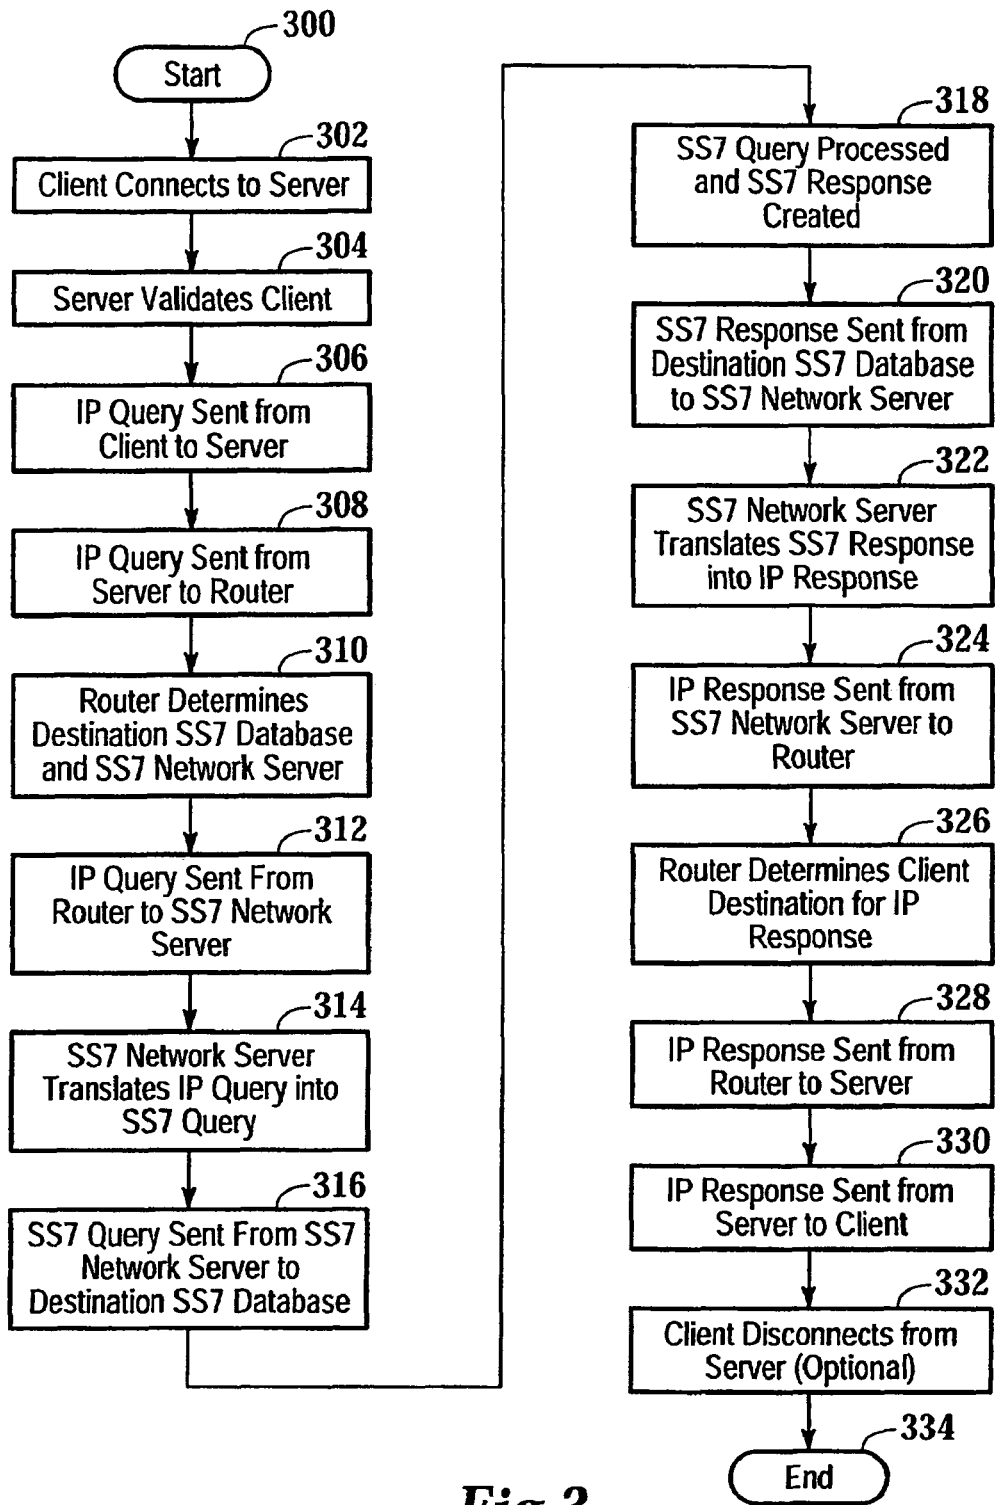 300
Start
302
Client Connects to Server
304
Server Validates Client
306
IP Query Sent from
Client to Server
308
IP Query Sent from
Server to Router
310
Router Determines
Destination SS7 Database
and SS7 Network Server
312
IP Query Sent From
Router to SS7 Network
Server
314
SS7 Network Server
Translates IP Query into
SS7 Query
316
SS7 Query Sent From SS7
Network Server to
Destination SS7 Database
318
SS7 Query Processed
and SS7 Response
Created
320
SS7 Response Sent from
Destination SS7 Database
to SS7 Network Server
322
SS7 Network Server
Translates SS7 Response
into IP Response
324
IP Response Sent from
SS7 Network Server to
Router
326
Router Determines Client
Destination for IP
Response
328
IP Response Sent from
Router to Server
330
IP Response Sent from
Server to Client
332
Client Disconnects from
Server (Optional)
334
End